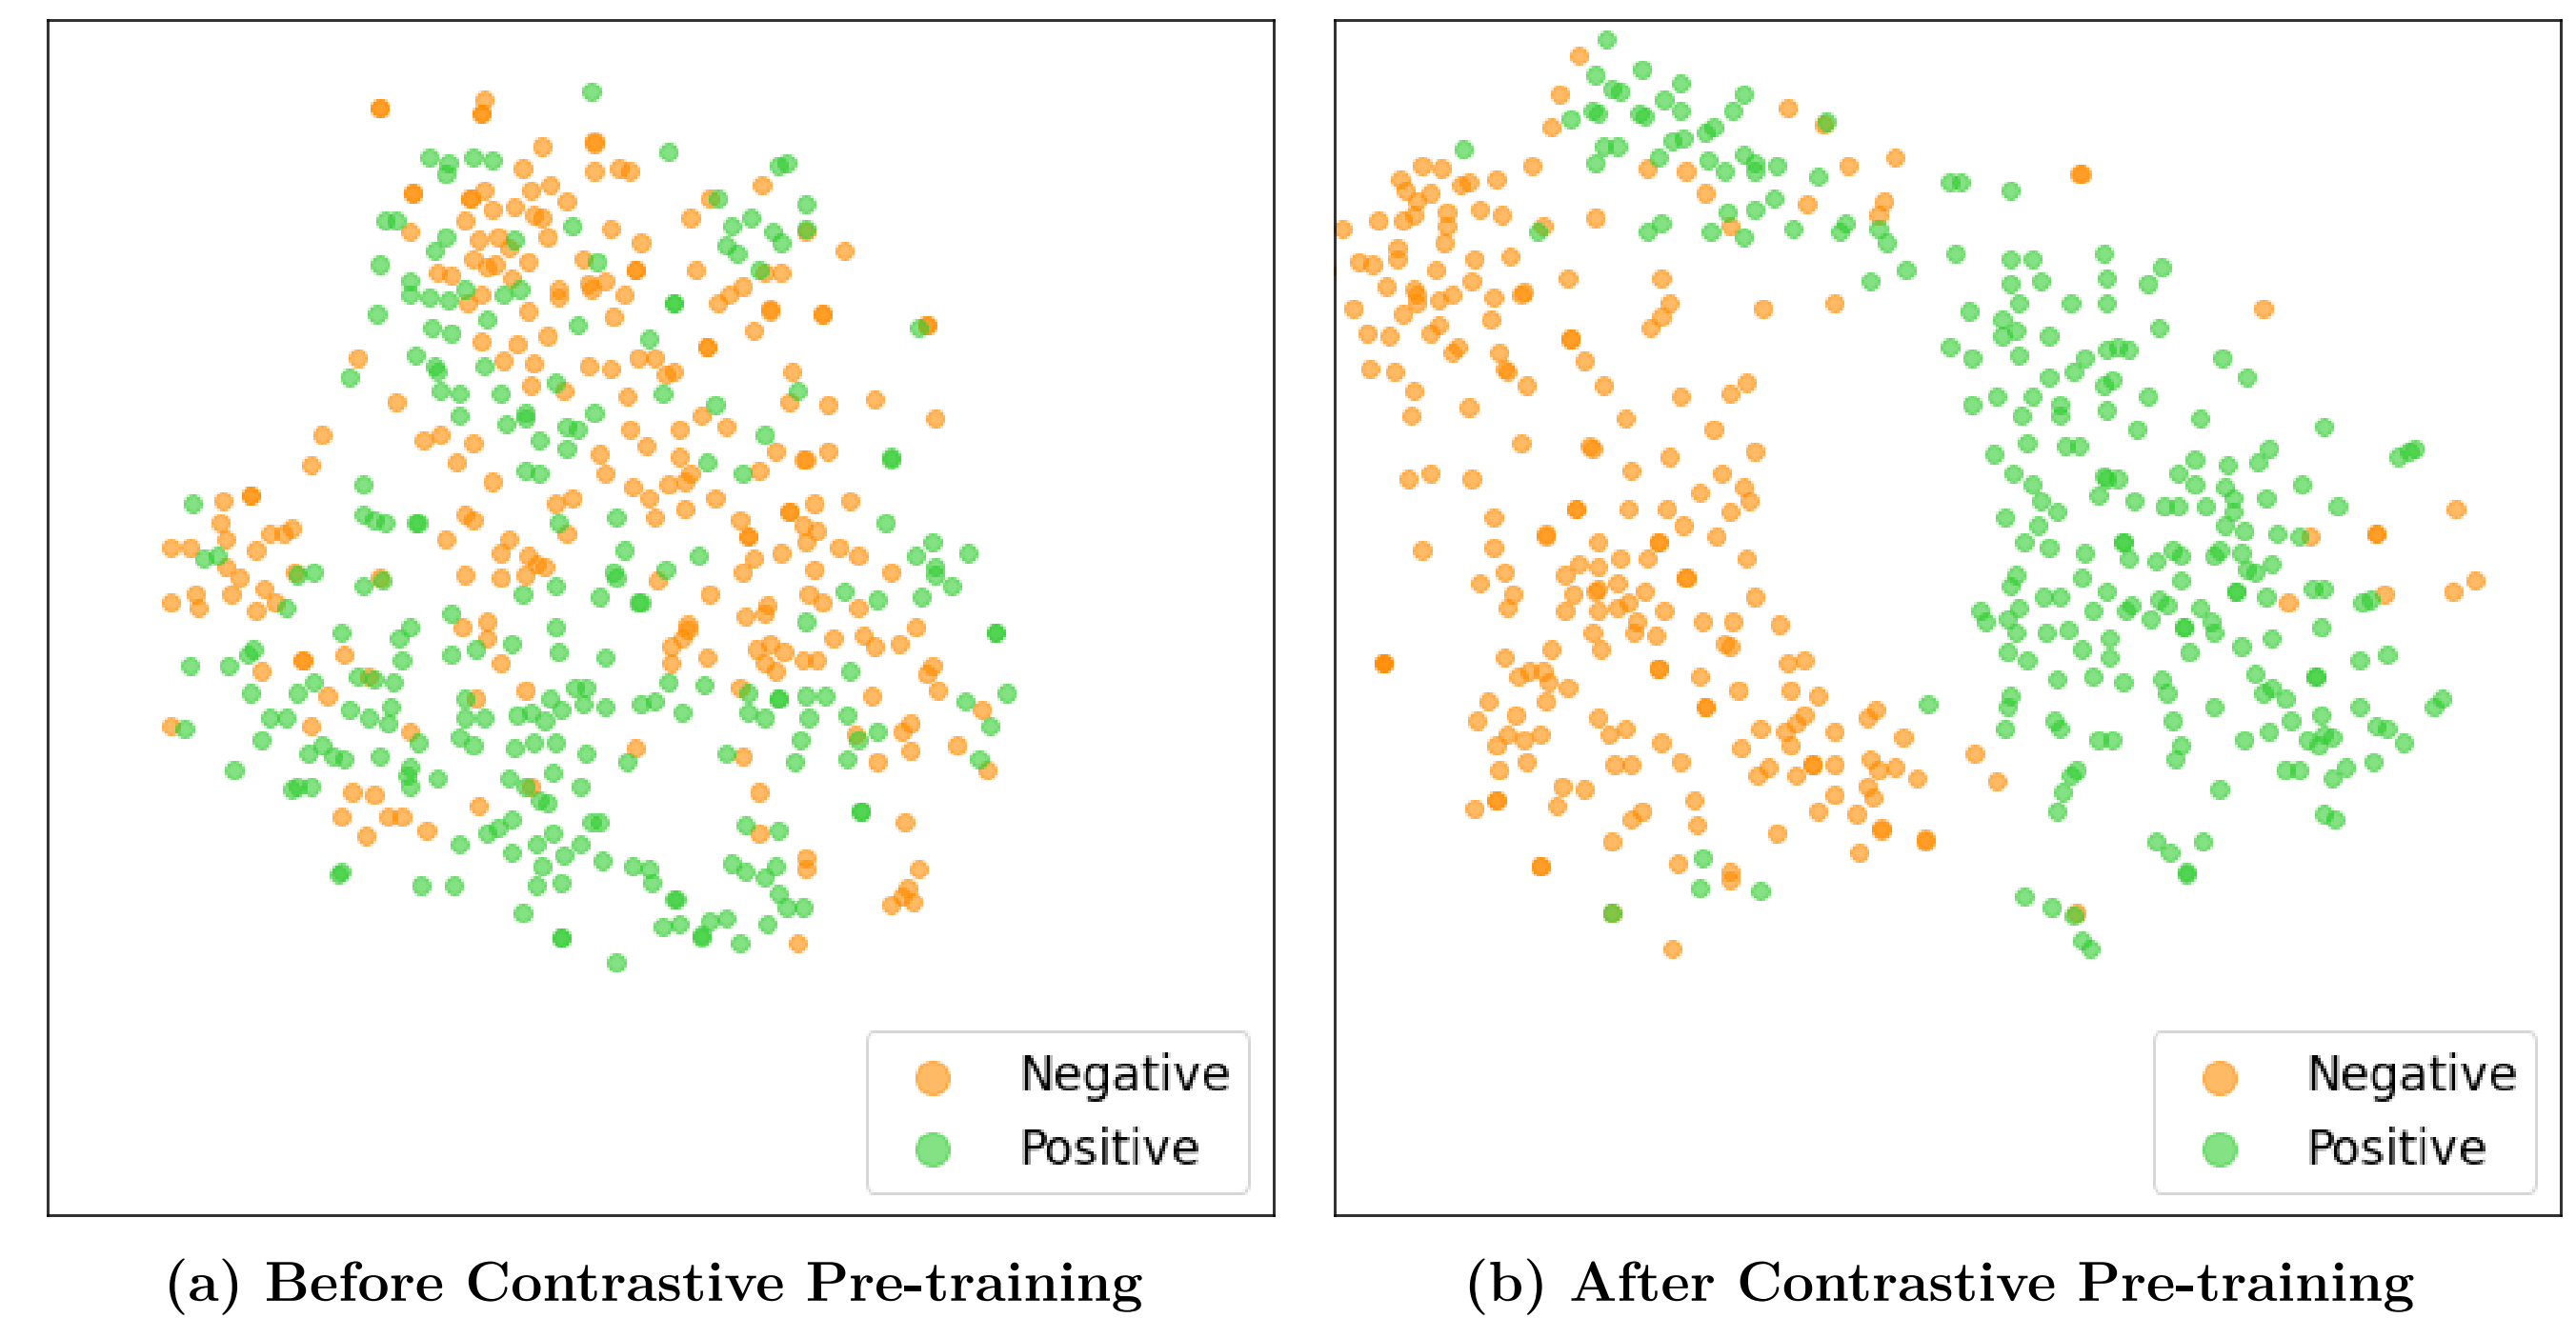 Negative
Positive
Negative
Positive
(a) Before Contrastive Pre-training
(b) After Contrastive Pre-training